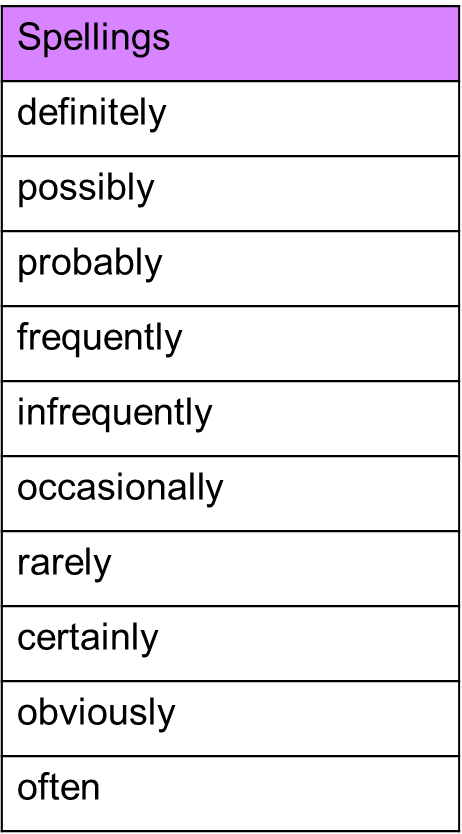 Spellings
definitely
possibly
probably
frequently
infrequently
occasionally
rarely
certainly
obviously
often